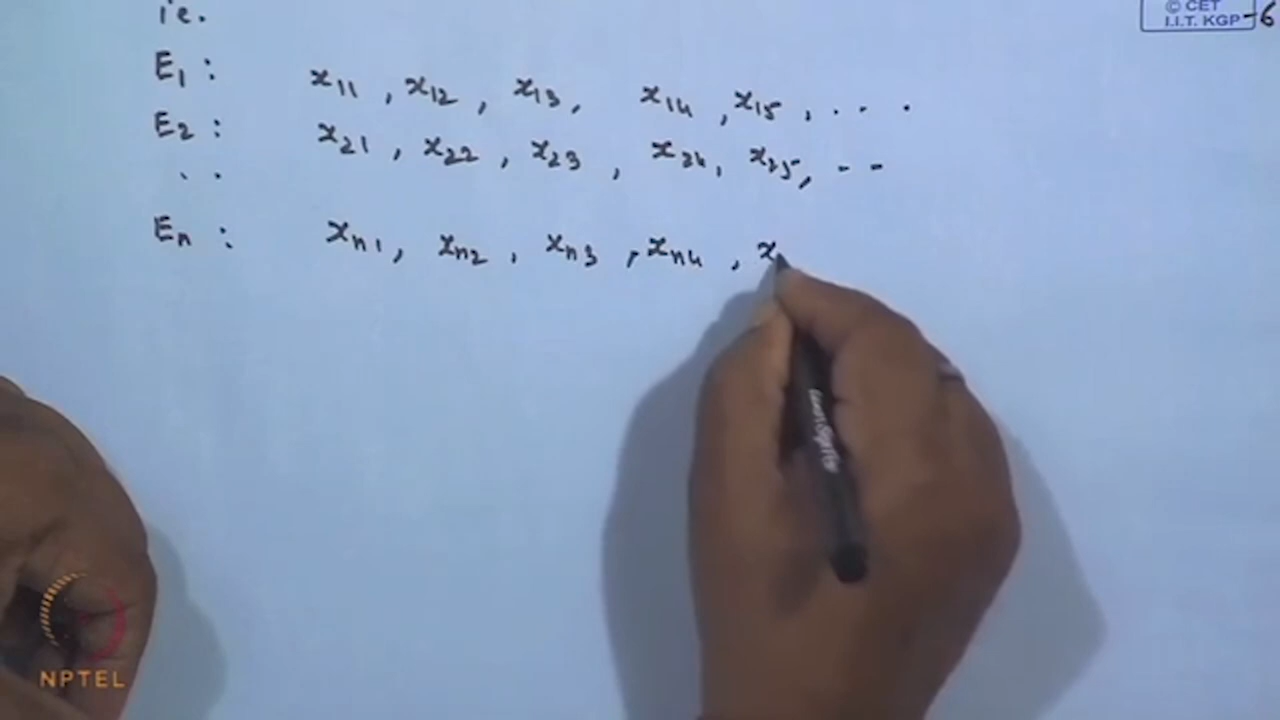 ie.
© CET
I.I.T. KGP
-6
E₁ : x₁₁ , x₁₂ , x₁₃, x₁₄ , x₁₅ , . . .
E₂ : x₂₁ , x₂₂ , x₂₃ , x₂₄, x₂₅, - -
. .
Eₙ : xₙ₁, xₙ₂ , xₙ₃ , xₙ₄ , x
NPTEL